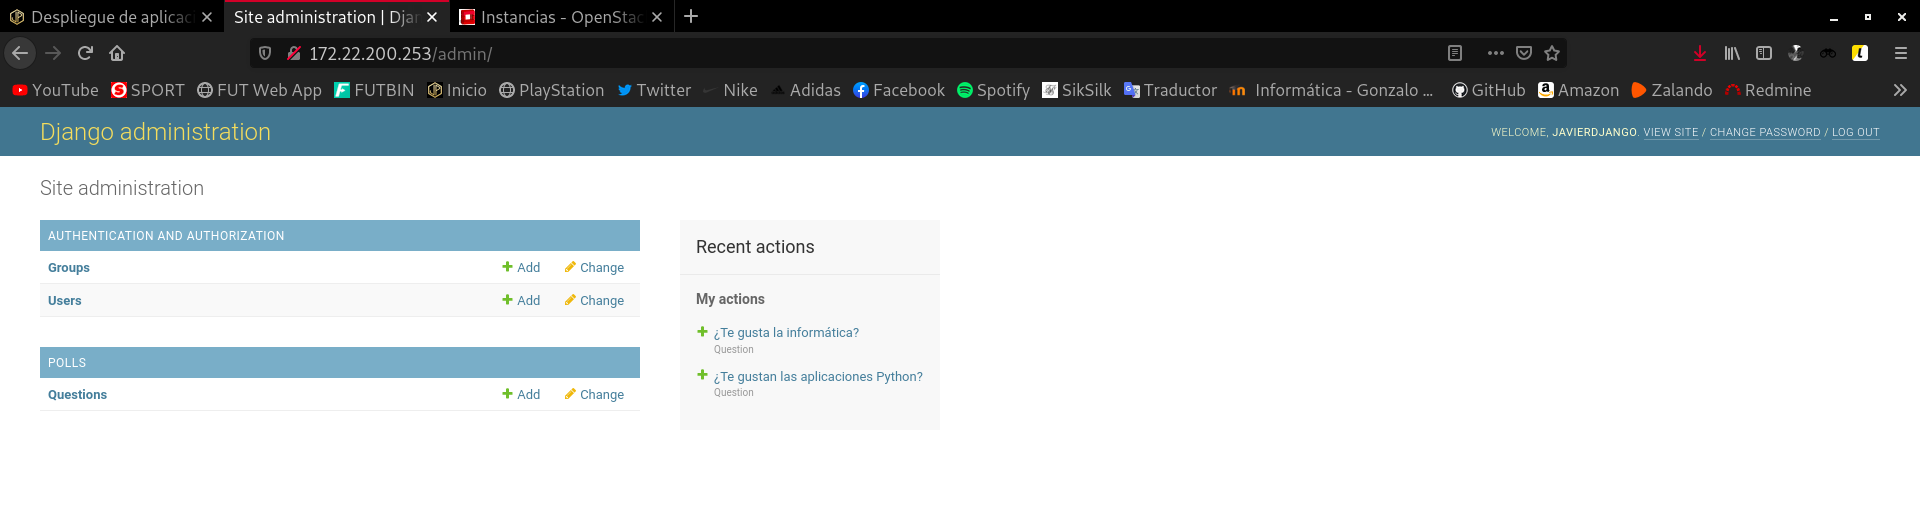 Despliegue de aplicac
Site administration | Djan
Instancias - OpenStac
172.22.200.253/admin/
YouTube SPORT FUT Web App FUTBIN Inicio PlayStation Twitter Nike Adidas Facebook Spotify SikSilk Traductor Informática - Gonzalo ... GitHub Amazon Zalando Redmine
Django administration
WELCOME, JAVIERDJANGO. VIEW SITE / CHANGE PASSWORD / LOG OUT
Site administration
AUTHENTICATION AND AUTHORIZATION
Groups Add Change
Users Add Change
POLLS
Questions Add Change
Recent actions
My actions
¿Te gusta la informática?
Question
¿Te gustan las aplicaciones Python?
Question